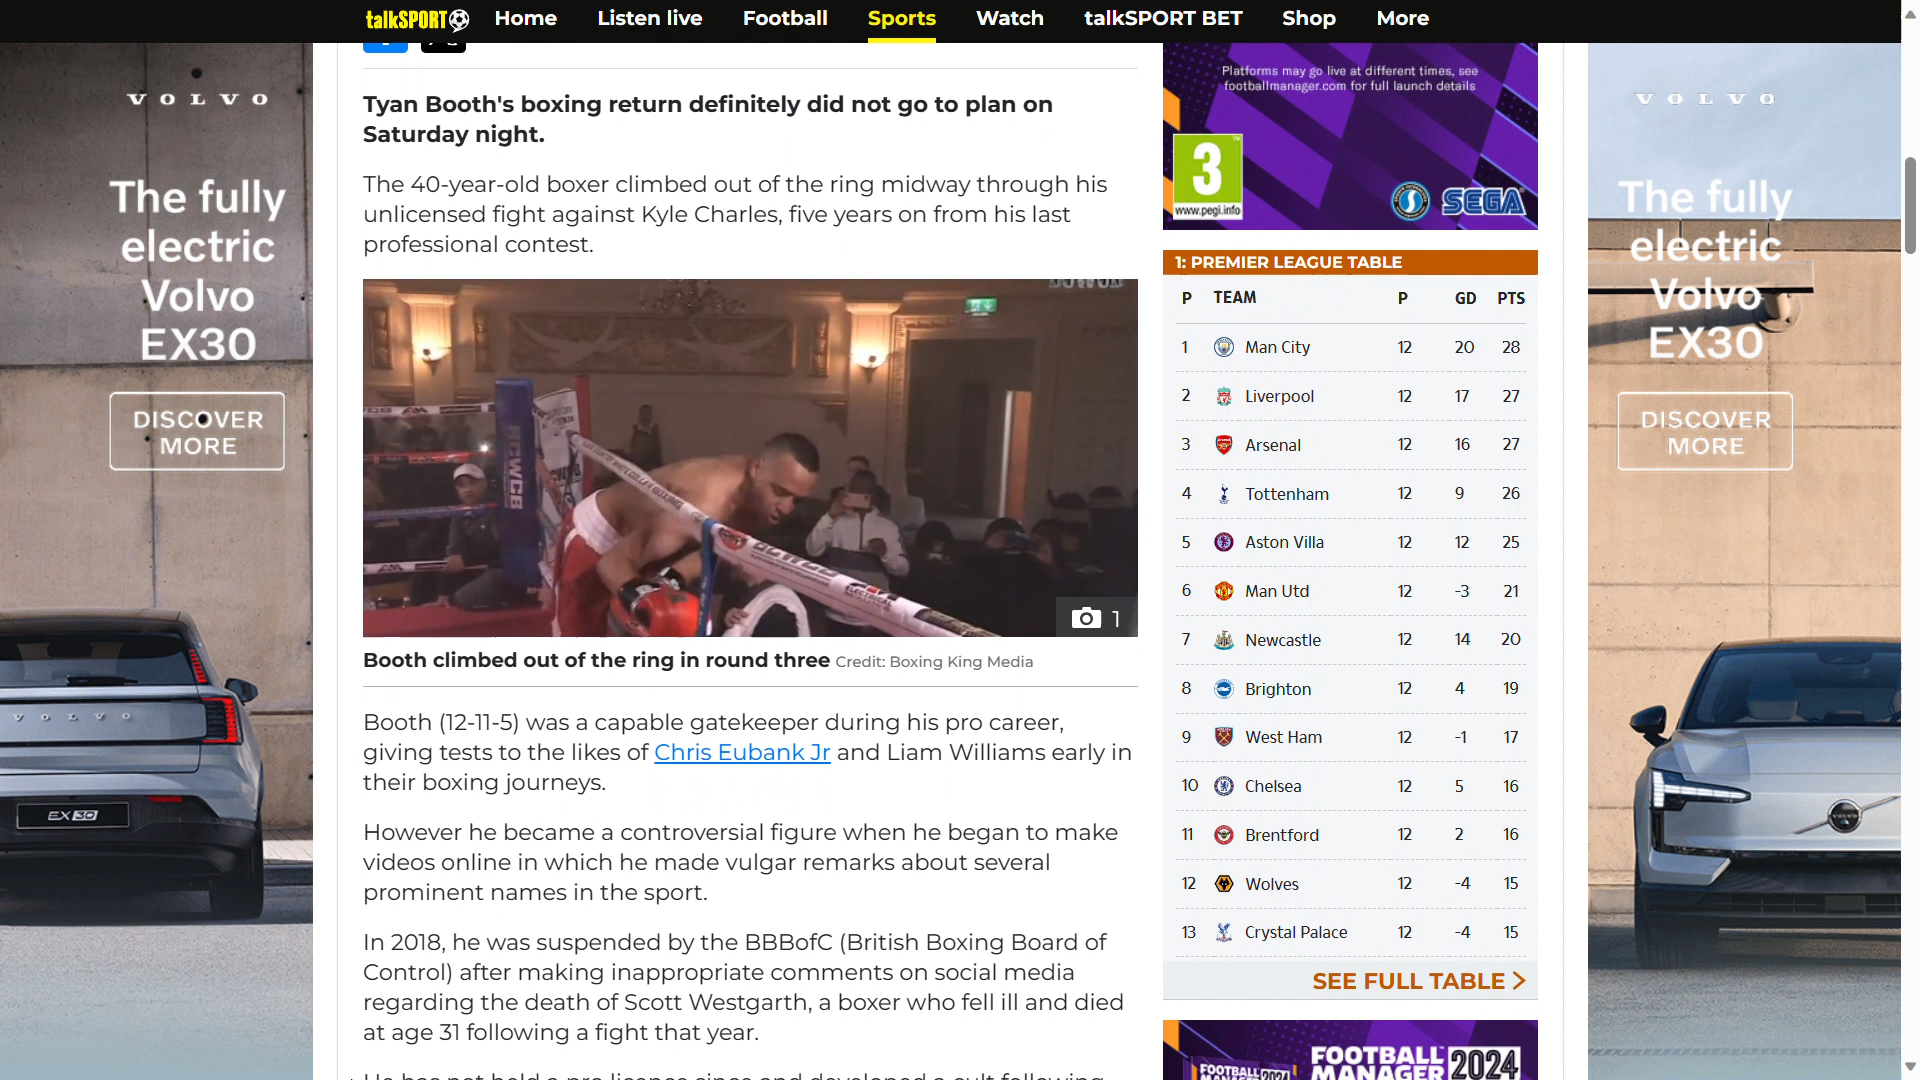 talkSPORT Home Listen live Football Sports Watch talkSPORT BET Shop More
Tyan Booth's boxing return definitely did not go to plan on
Saturday night.
The 40-year-old boxer climbed out of the ring midway through his
unlicensed fight against Kyle Charles, five years on from his last
professional contest.
BCWCB
1
Booth climbed out of the ring in round three Credit: Boxing King Media
Booth (12-11-5) was a capable gatekeeper during his pro career,
giving tests to the likes of Chris Eubank Jr and Liam Williams early in
their boxing journeys.
However he became a controversial figure when he began to make
videos online in which he made vulgar remarks about several
prominent names in the sport.
In 2018, he was suspended by the BBBofC (British Boxing Board of
Control) after making inappropriate comments on social media
regarding the death of Scott Westgarth, a boxer who fell ill and died
at age 31 following a fight that year.
He has not held a pro licence since and developed a cult following
Platforms may go live at different times, see
footballmanager.com for full launch details
3
www.pegi.info
SEGA
1: PREMIER LEAGUE TABLE
P TEAM P GD PTS
1 Man City 12 20 28
2 Liverpool 12 17 27
3 Arsenal 12 16 27
4 Tottenham 12 9 26
5 Aston Villa 12 12 25
6 Man Utd 12 -3 21
7 Newcastle 12 14 20
8 Brighton 12 4 19
9 West Ham 12 -1 17
10 Chelsea 12 5 16
11 Brentford 12 2 16
12 Wolves 12 -4 15
13 Crystal Palace 12 -4 15
SEE FULL TABLE
FOOTBALL
MANAGER 2024
VOLVO
The fully
electric
Volvo
EX30
DISCOVER
MORE
VOLVO
EX30
VOLVO
The fully
electric
Volvo
EX30
DISCOVER
MORE